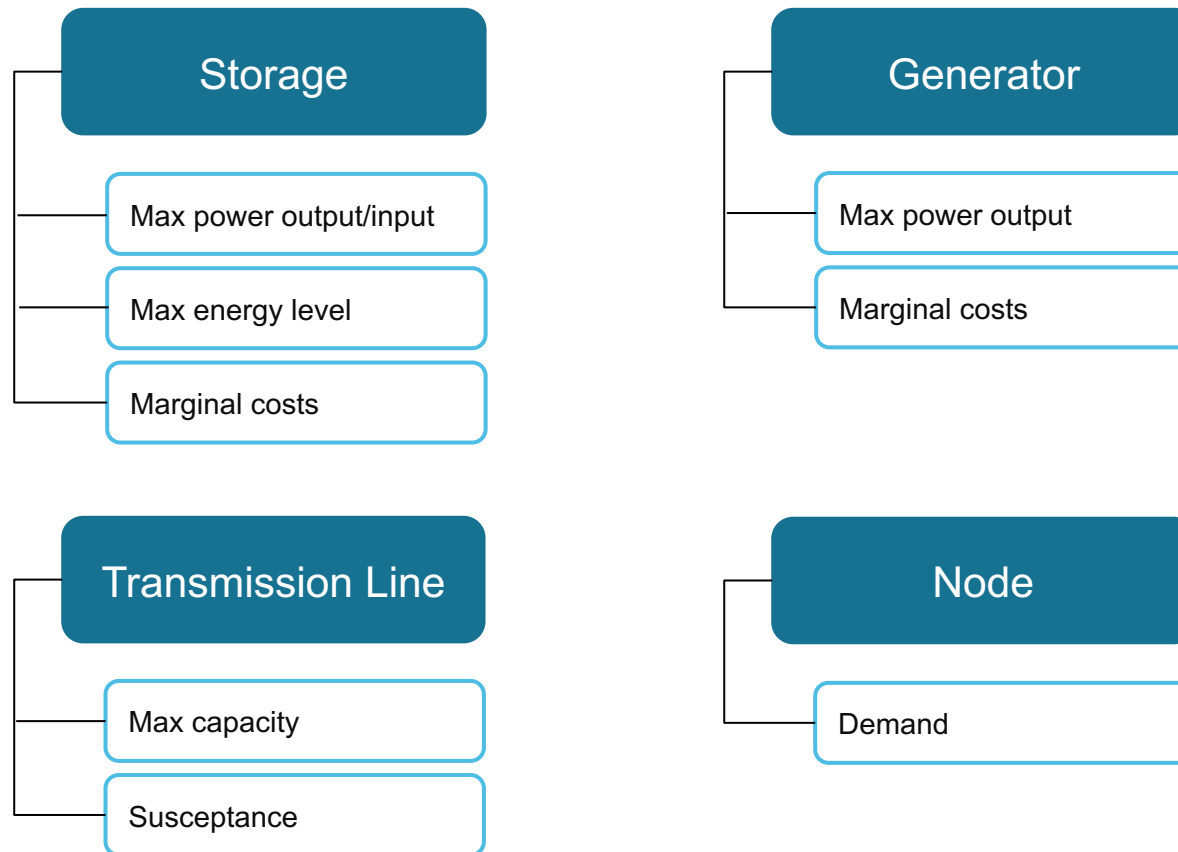 Storage
Max power output/input
Max energy level
Marginal costs
Generator
Max power output
Marginal costs
Transmission Line
Max capacity
Susceptance
Node
Demand